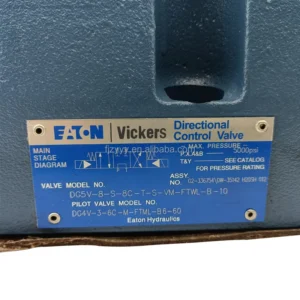 EATON Vickers Directional Control Valve
MAIN STAGE DIAGRAM
MAX. PRESSURE-
P,X,A&B 5000psi
T&Y SEE CATALOG FOR PRESSURE RATING
ASSY. NO.
VALVE MODEL NO.
DG5V-8-S-6C-T-S-VM-FTWL-B-10
PILOT VALVE MODEL NO.
DG4V-3-6C-M-FTWL-B6-60
Eaton Hydraulics